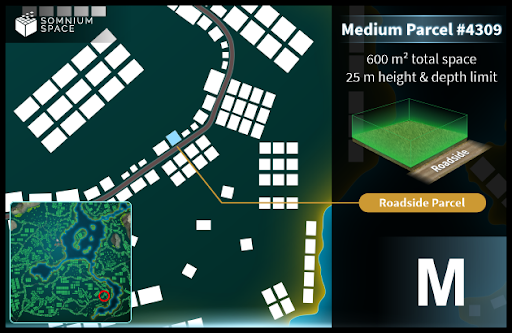 SOMNIUM
SPACE
Medium Parcel #4309
600 m² total space
25 m height & depth limit
Roadside
Roadside Parcel
M